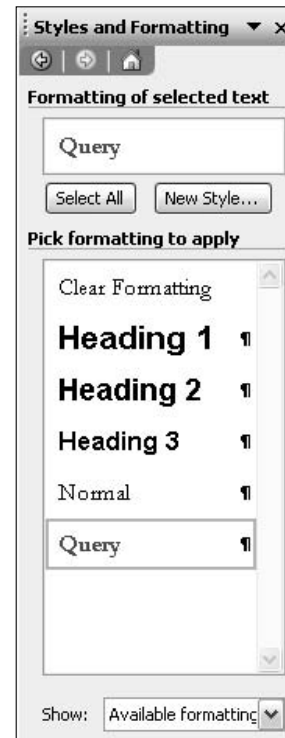 Styles and Formatting
Formatting of selected text
Query
Select All New Style...
Pick formatting to apply
Clear Formatting
Heading 1 ¶
Heading 2 ¶
Heading 3 ¶
Normal ¶
Query ¶
Show: Available formatting